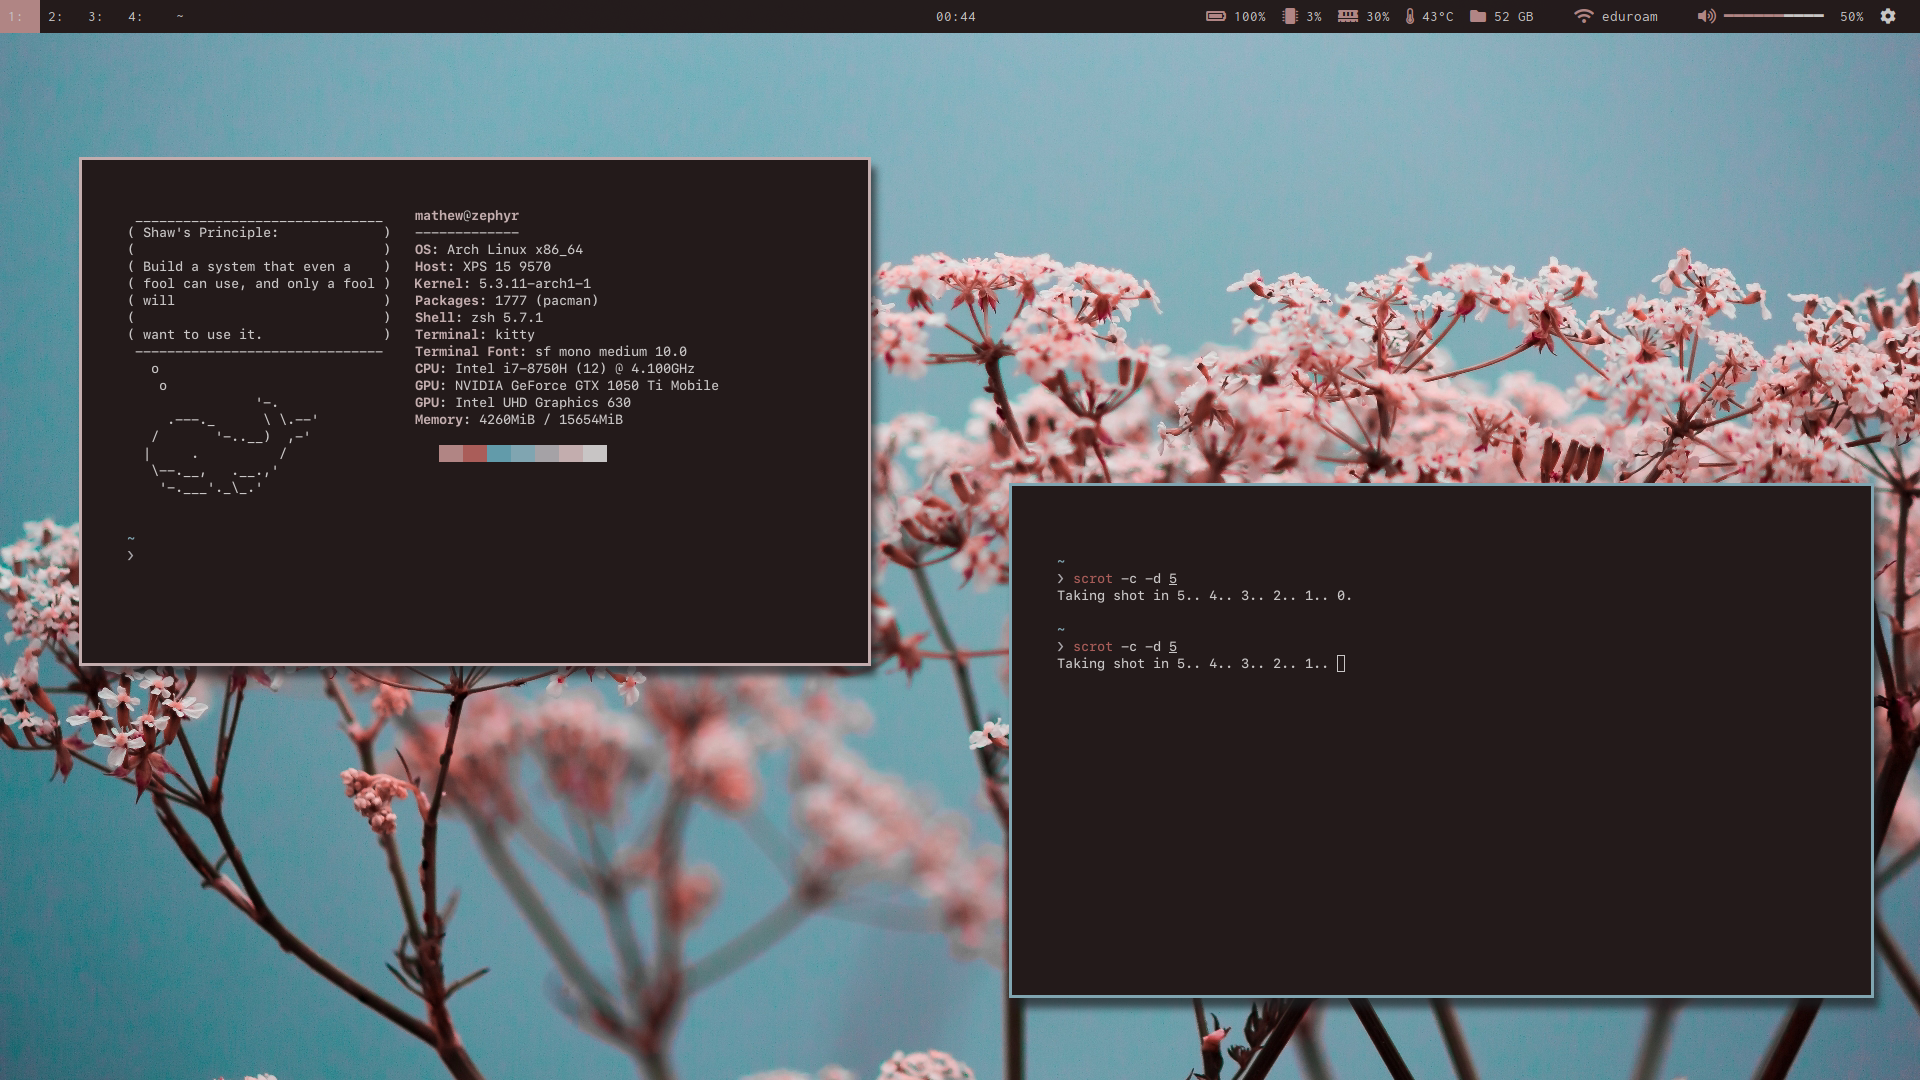 1: 2: 3: 4: ~ 00:44 100% 3% 30% 43°C 52 GB eduroam 50%
mathew@zephyr
-------------
( Shaw's Principle: )
( )
( Build a system that even a )
( fool can use, and only a fool )
( will )
( )
( want to use it. )
OS: Arch Linux x86_64
Host: XPS 15 9570
Kernel: 5.3.11-arch1-1
Packages: 1777 (pacman)
Shell: zsh 5.7.1
Terminal: kitty
Terminal Font: sf mono medium 10.0
CPU: Intel i7-8750H (12) @ 4.100GHz
GPU: NVIDIA GeForce GTX 1050 Ti Mobile
GPU: Intel UHD Graphics 630
Memory: 4260MiB / 15654MiB
~
❯
~
❯ scrot -c -d 5
Taking shot in 5.. 4.. 3.. 2.. 1.. 0.
~
❯ scrot -c -d 5
Taking shot in 5.. 4.. 3.. 2.. 1..